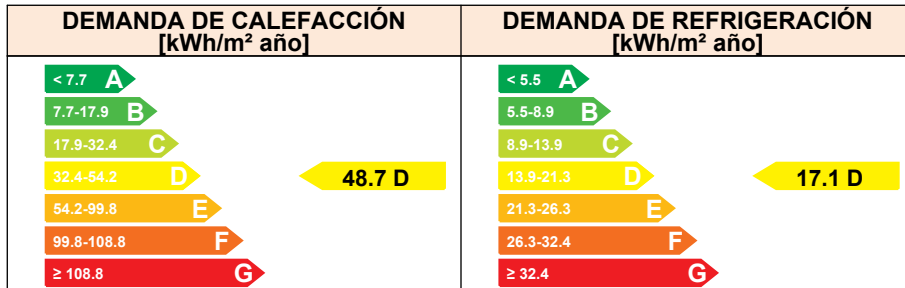 DEMANDA DE CALEFACCIÓN
[kWh/m² año]
< 7.7 A
7.7-17.9 B
17.9-32.4 C
32.4-54.2 D
48.7 D
54.2-99.8 E
99.8-108.8 F
≥ 108.8 G
DEMANDA DE REFRIGERACIÓN
[kWh/m² año]
< 5.5 A
5.5-8.9 B
8.9-13.9 C
13.9-21.3 D
17.1 D
21.3-26.3 E
26.3-32.4 F
≥ 32.4 G